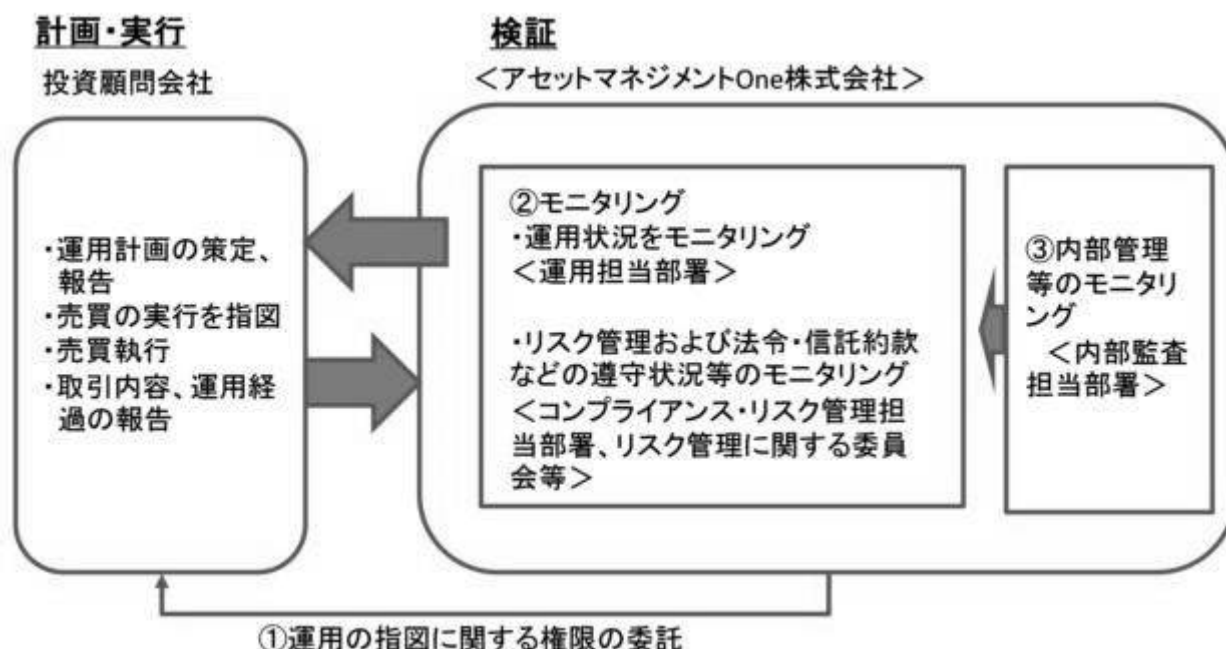 計画・実行
投資顧問会社
・運用計画の策定、
報告
・売買の実行を指図
・売買執行
・取引内容、運用経
過の報告
検証
＜アセットマネジメントOne株式会社＞
②モニタリング
・運用状況をモニタリング
＜運用担当部署＞
・リスク管理および法令・信託約款
などの遵守状況等のモニタリング
＜コンプライアンス・リスク管理担
当部署、リスク管理に関する委員
会等＞
③内部管理
等のモニタリ
ング
＜内部監査
担当部署＞
①運用の指図に関する権限の委託